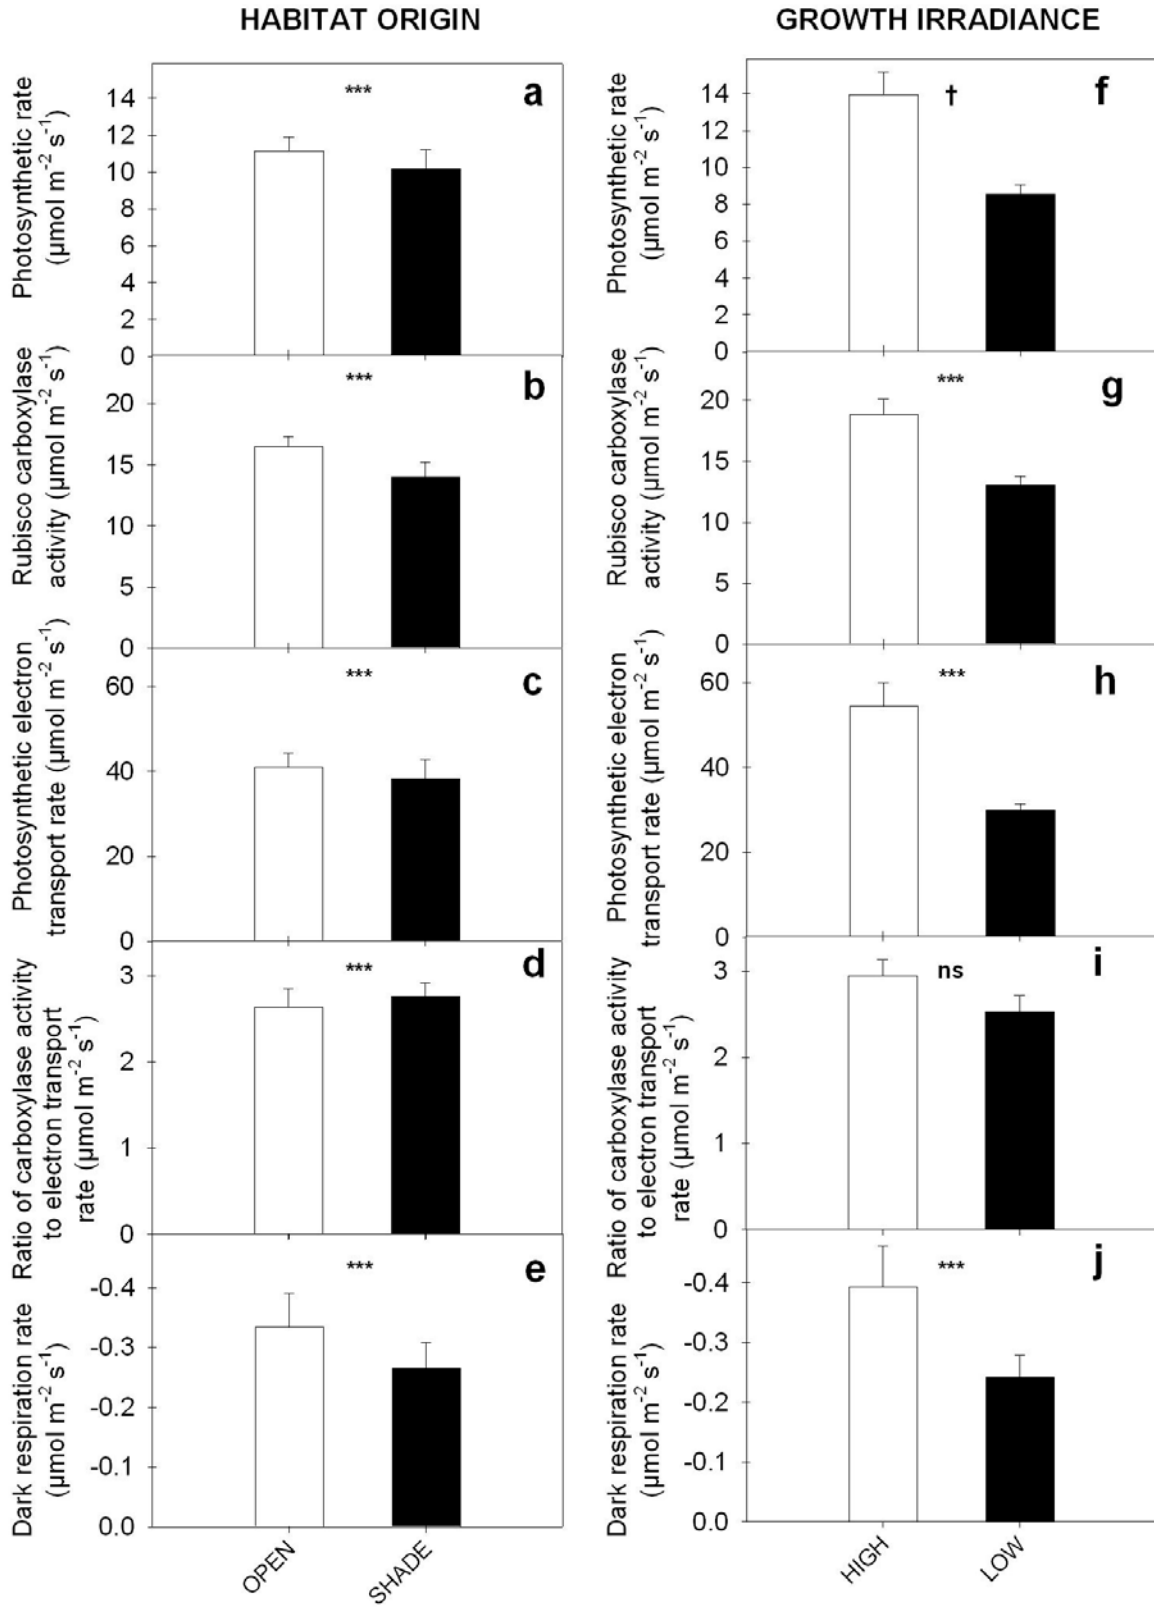 HABITAT ORIGIN
GROWTH IRRADIANCE
Photosynthetic rate
(µmol m⁻² s⁻¹)
14
12
10
8
6
4
2
0
***
a
Photosynthetic rate
(µmol m⁻² s⁻¹)
14
12
10
8
6
4
2
0
†
f
Rubisco carboxylase
activity (µmol m⁻² s⁻¹)
20
15
10
5
0
***
b
Rubisco carboxylase
activity (µmol m⁻² s⁻¹)
20
15
10
5
0
***
g
Photosynthetic electron
transport rate (µmol m⁻² s⁻¹)
60
40
20
0
***
c
Photosynthetic electron
transport rate (µmol m⁻² s⁻¹)
60
40
20
0
***
h
Ratio of carboxylase activity
to electron transport
rate (µmol m⁻² s⁻¹)
3
2
1
0
***
d
Ratio of carboxylase activity
to electron transport
rate (µmol m⁻² s⁻¹)
3
2
1
0
ns
i
Dark respiration rate
(µmol m⁻² s⁻¹)
-0.4
-0.3
-0.2
-0.1
0.0
***
e
Dark respiration rate
(µmol m⁻² s⁻¹)
-0.4
-0.3
-0.2
-0.1
0.0
***
j
OPEN
SHADE
HIGH
LOW